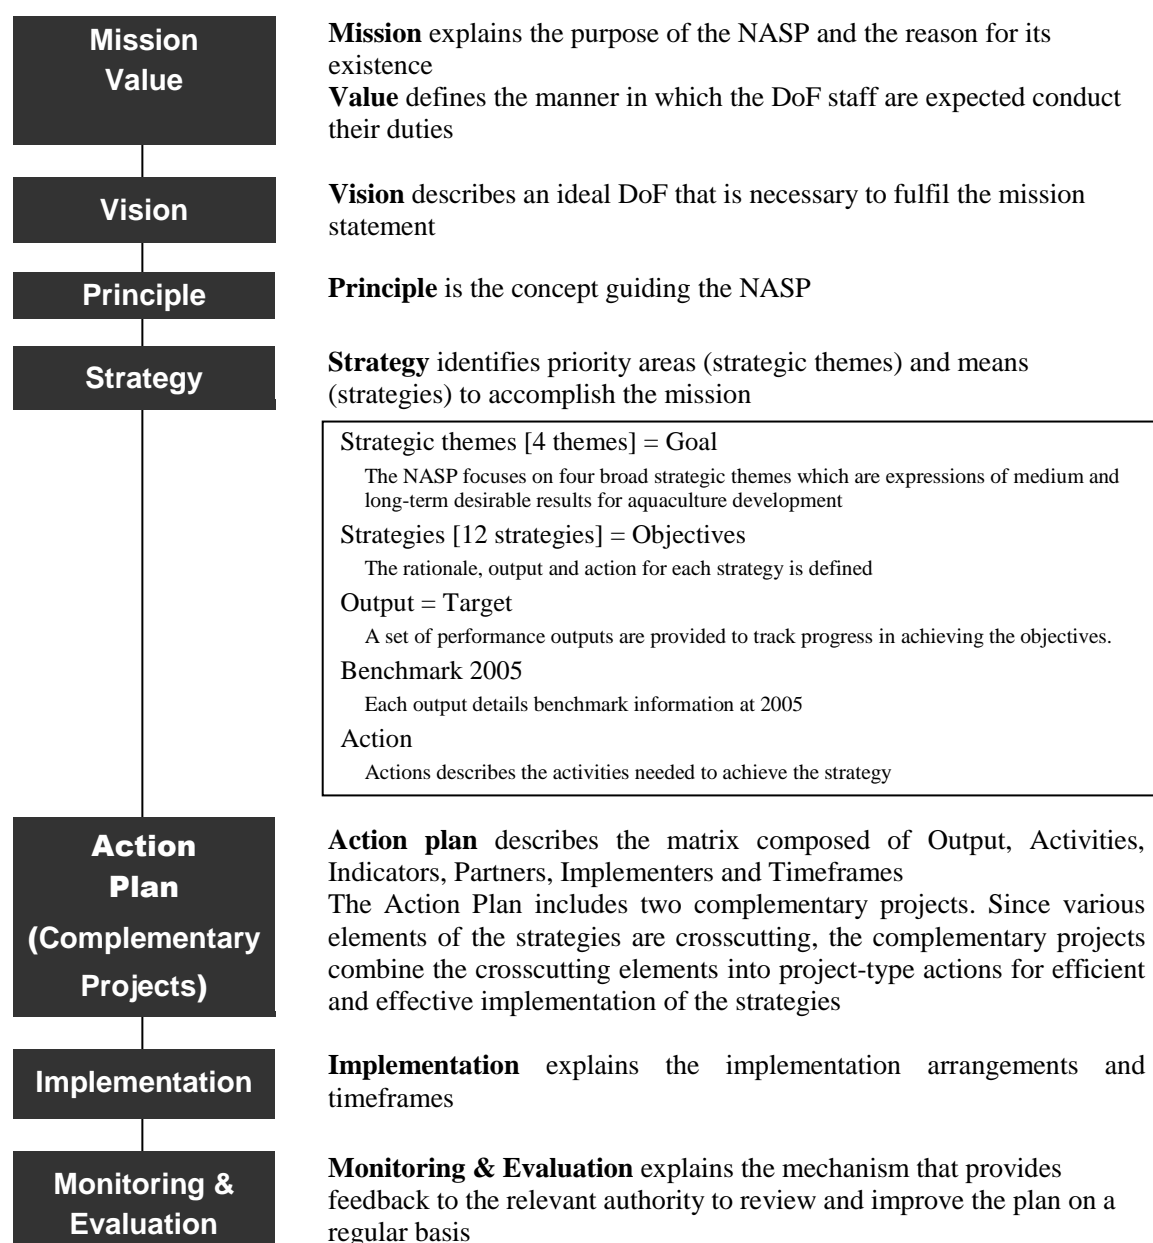 Mission
Value
Mission explains the purpose of the NASP and the reason for its
existence
Value defines the manner in which the DoF staff are expected conduct
their duties
Vision
Vision describes an ideal DoF that is necessary to fulfil the mission
statement
Principle
Principle is the concept guiding the NASP
Strategy
Strategy identifies priority areas (strategic themes) and means
(strategies) to accomplish the mission
Strategic themes [4 themes] = Goal
The NASP focuses on four broad strategic themes which are expressions of medium and
long-term desirable results for aquaculture development
Strategies [12 strategies] = Objectives
The rationale, output and action for each strategy is defined
Output = Target
A set of performance outputs are provided to track progress in achieving the objectives.
Benchmark 2005
Each output details benchmark information at 2005
Action
Actions describes the activities needed to achieve the strategy
Action
Plan
(Complementary
Projects)
Action plan describes the matrix composed of Output, Activities,
Indicators, Partners, Implementers and Timeframes
The Action Plan includes two complementary projects. Since various
elements of the strategies are crosscutting, the complementary projects
combine the crosscutting elements into project-type actions for efficient
and effective implementation of the strategies
Implementation
Implementation explains the implementation arrangements and
timeframes
Monitoring &
Evaluation
Monitoring & Evaluation explains the mechanism that provides
feedback to the relevant authority to review and improve the plan on a
regular basis